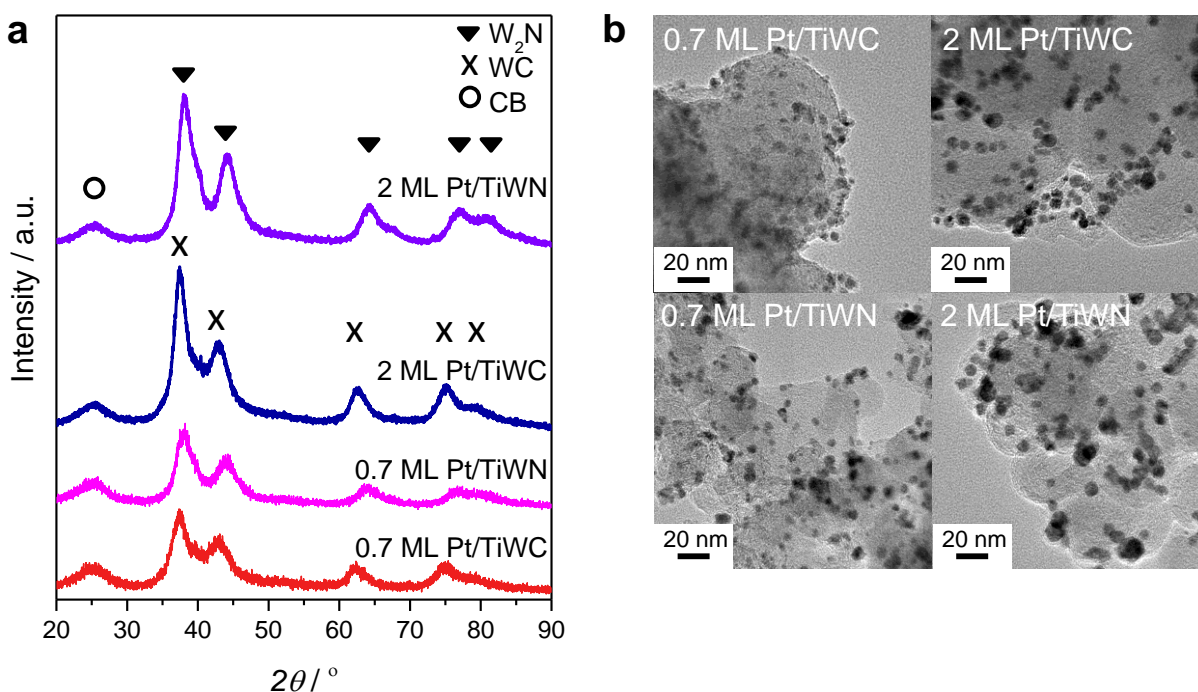 a
▼ W₂N
X WC
O CB
2 ML Pt/TiWN
X
X
X
X
X
2 ML Pt/TiWC
0.7 ML Pt/TiWN
0.7 ML Pt/TiWC
Intensity / a.u.
20 30 40 50 60 70 80 90
2θ / °
b
0.7 ML Pt/TiWC
20 nm
2 ML Pt/TiWC
20 nm
0.7 ML Pt/TiWN
20 nm
2 ML Pt/TiWN
20 nm